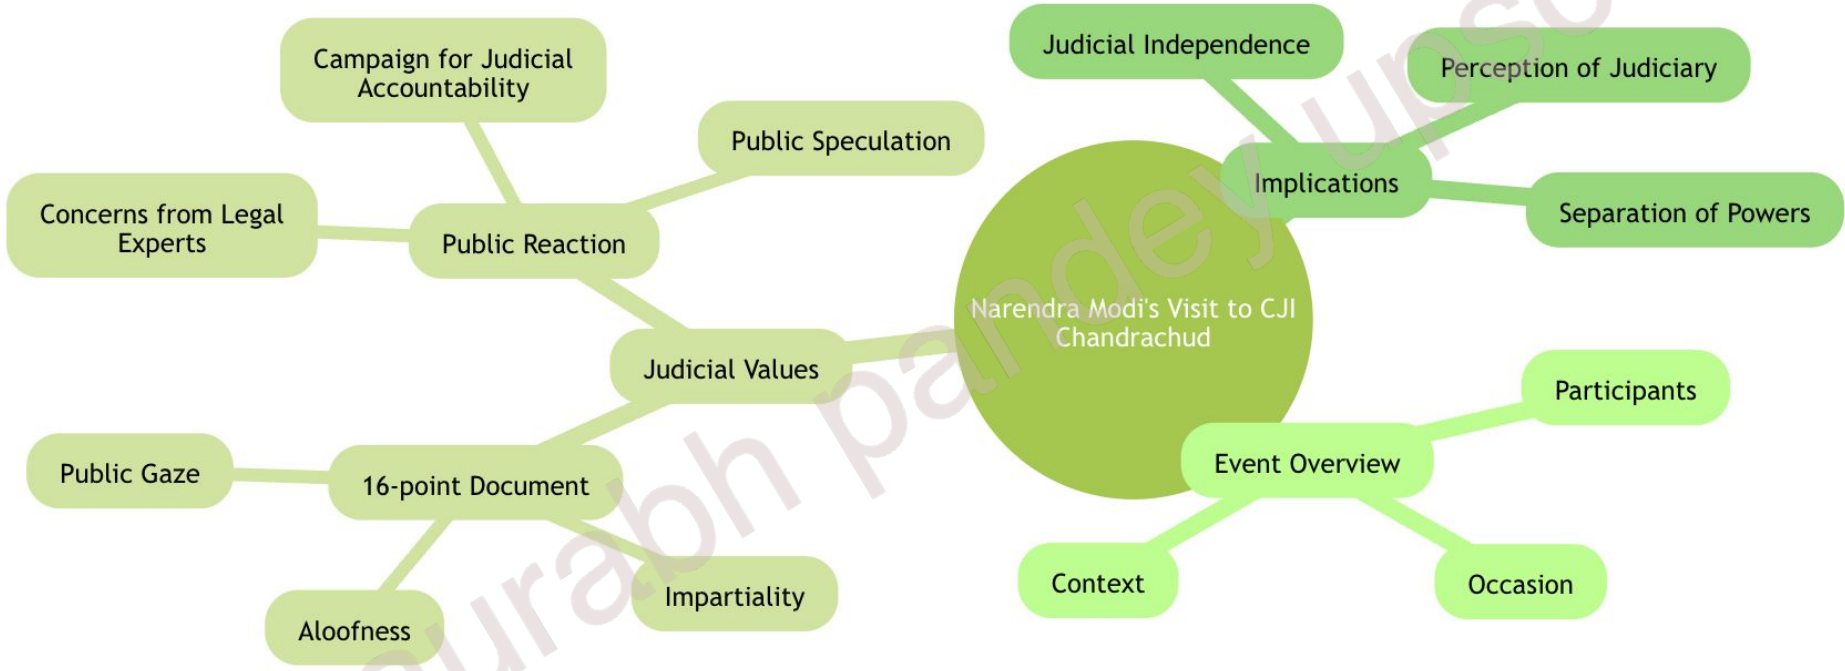 Narendra Modi's Visit to CJI
Chandrachud
Implications
Judicial Independence
Perception of Judiciary
Separation of Powers
Event Overview
Participants
Occasion
Context
Judicial Values
Public Reaction
Campaign for Judicial
Accountability
Public Speculation
Concerns from Legal
Experts
16-point Document
Public Gaze
Aloofness
Impartiality
pandey